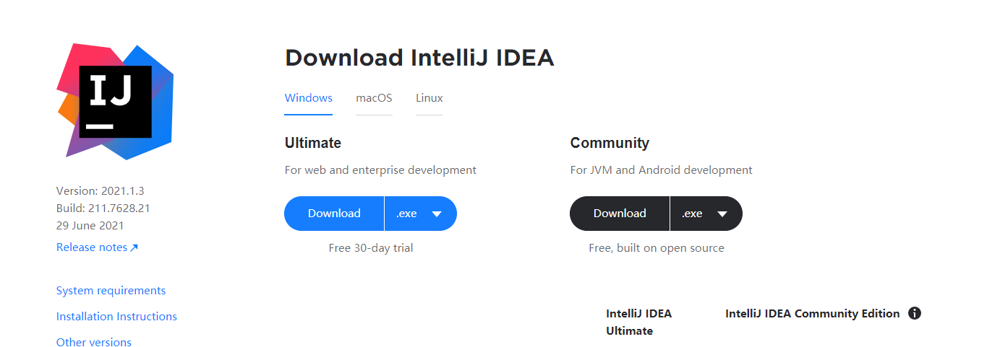 IJ
Version: 2021.1.3
Build: 211.7628.21
29 June 2021
Release notes
System requirements
Installation Instructions
Other versions
Download IntelliJ IDEA
Windows macOS Linux
Ultimate
For web and enterprise development
Download .exe
Free 30-day trial
Community
For JVM and Android development
Download .exe
Free, built on open source
IntelliJ IDEA
Ultimate
IntelliJ IDEA Community Edition